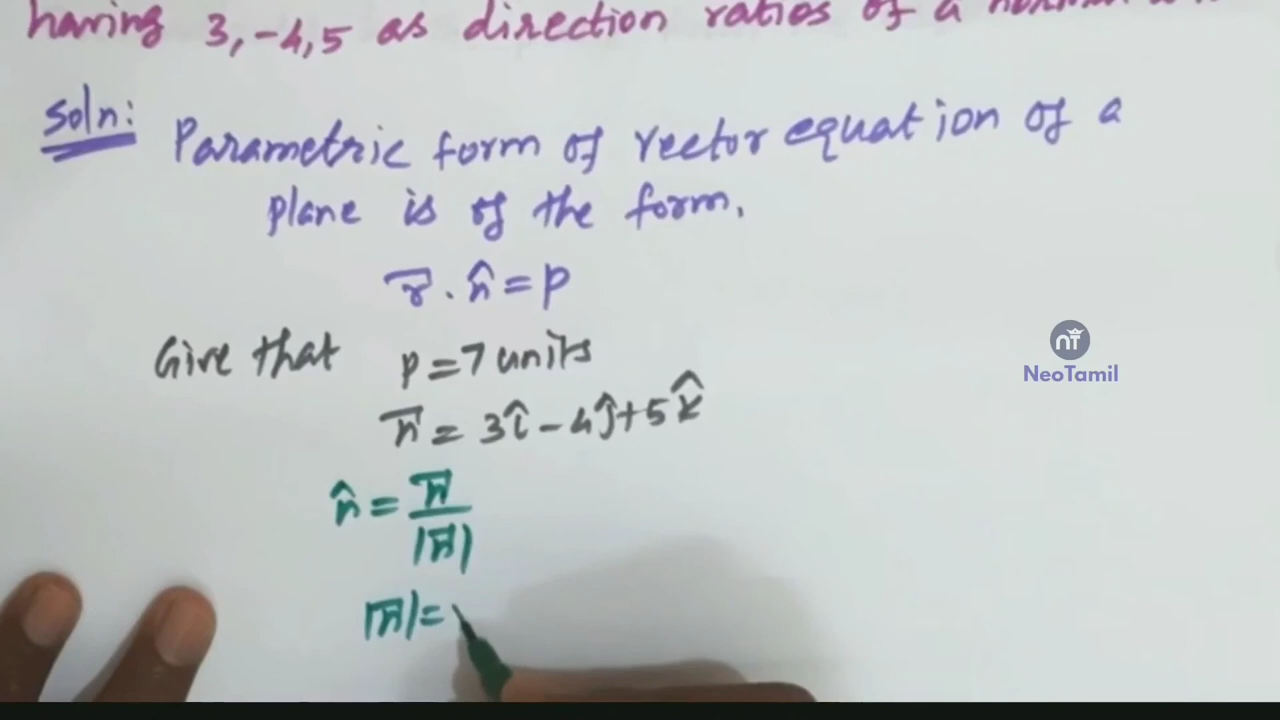 having 3,-4,5 as direction ratios of a
Soln: Parametric form of vector equation of a
plane is of the form.
r̅ . n̂ = p
Give that p = 7 units
n̅ = 3î - 4ĵ + 5k̂
n̂ = n̅ / |n̅|
|n̅| =
nT
NeoTamil